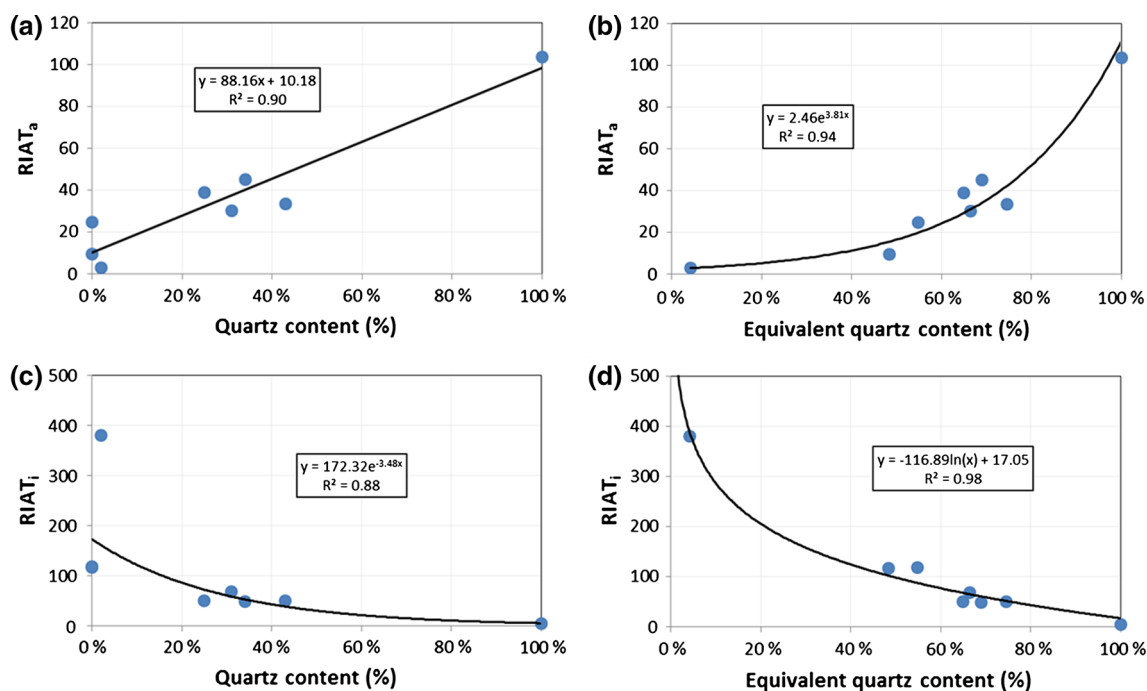 (a)
120
100
80
60
40
20
0
RIATa
y = 88.16x + 10.18
R² = 0.90
0 % 20 % 40 % 60 % 80 % 100 %
Quartz content (%)
(b)
120
100
80
60
40
20
0
RIATa
y = 2.46e^3.81x
R² = 0.94
0 % 20 % 40 % 60 % 80 % 100 %
Equivalent quartz content (%)
(c)
500
400
300
200
100
0
RIATi
y = 172.32e^-3.48x
R² = 0.88
0 % 20 % 40 % 60 % 80 % 100 %
Quartz content (%)
(d)
500
400
300
200
100
0
RIATi
y = -116.89ln(x) + 17.05
R² = 0.98
0 % 20 % 40 % 60 % 80 % 100 %
Equivalent quartz content (%)